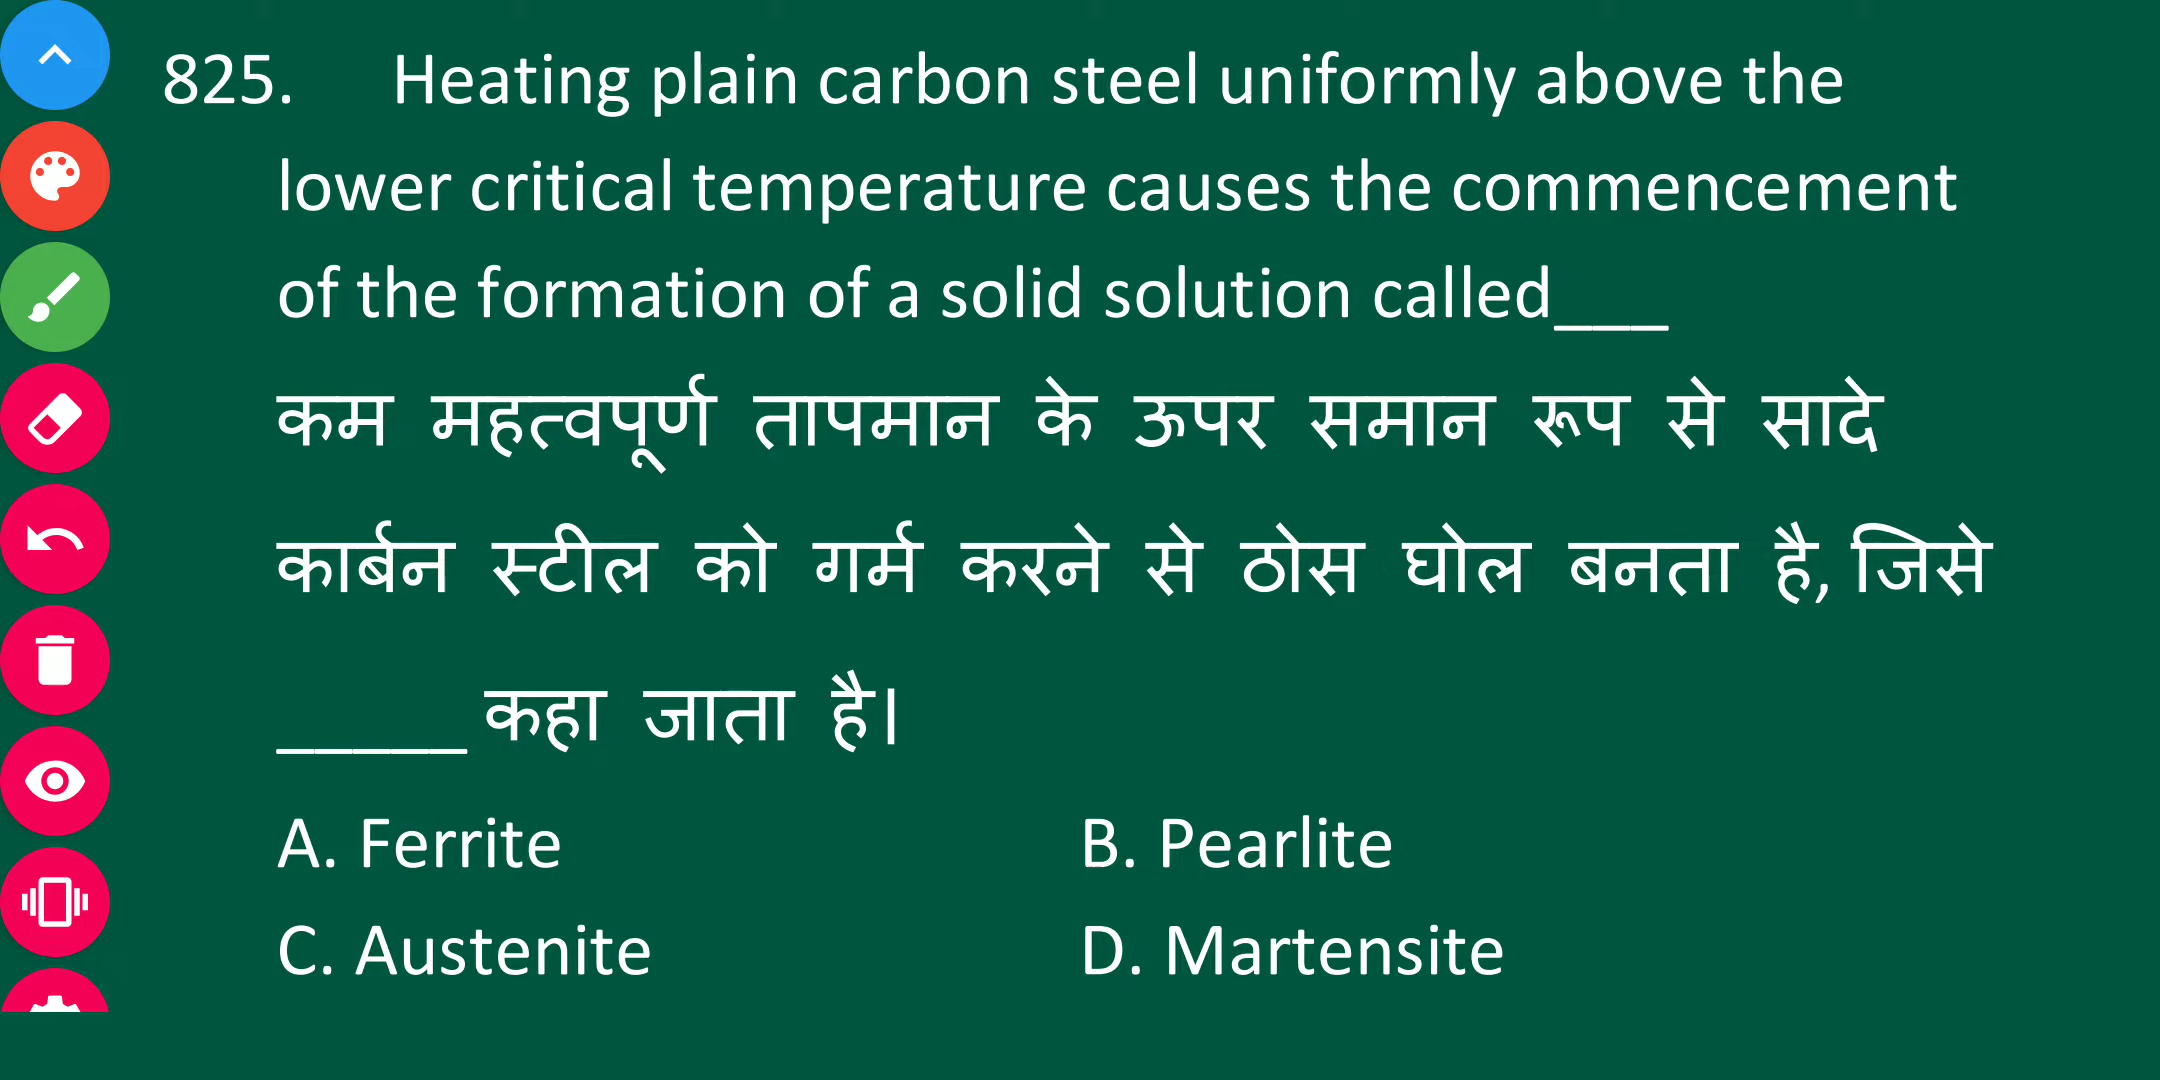 825. Heating plain carbon steel uniformly above the
lower critical temperature causes the commencement
of the formation of a solid solution called___
कम महत्वपूर्ण तापमान के ऊपर समान रूप से सादे
कार्बन स्टील को गर्म करने से ठोस घोल बनता है, जिसे
_____ कहा जाता है।
A. Ferrite B. Pearlite
C. Austenite D. Martensite